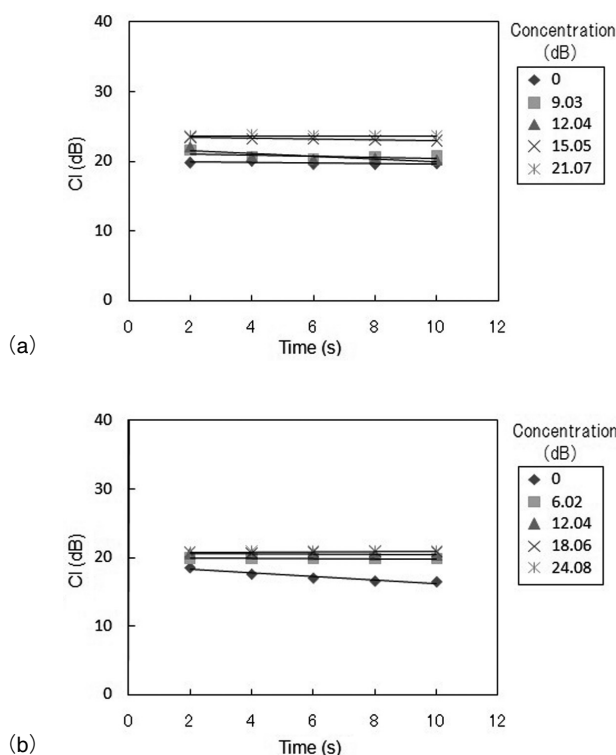 Concentration
(dB)
0
9.03
12.04
15.05
21.07
40
30
20
10
0
CI (dB)
0 2 4 6 8 10 12
Time (s)
(a)
Concentration
(dB)
0
6.02
12.04
18.06
24.08
40
30
20
10
0
CI (dB)
0 2 4 6 8 10 12
Time (s)
(b)